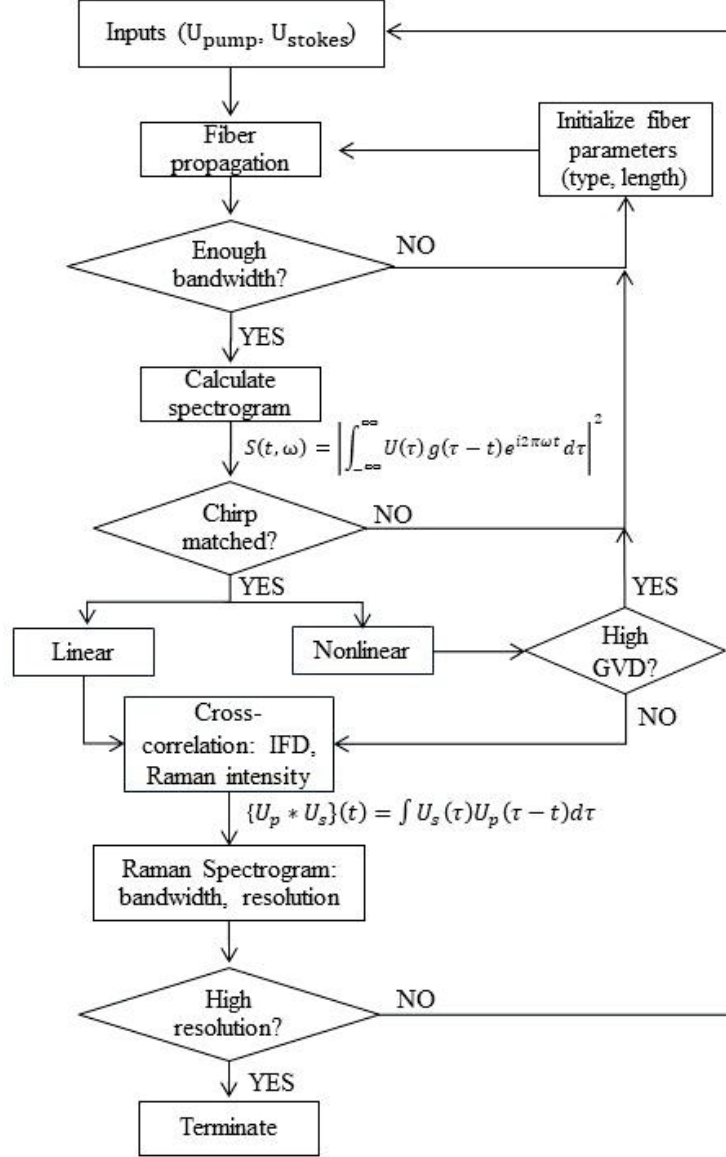 Inputs (U_pump, U_stokes)
Fiber
propagation
Initialize fiber
parameters
(type, length)
Enough
bandwidth?
NO
YES
Calculate
spectrogram
S(t, ω) = |∫_{-∞}^{∞} U(τ) g(τ − t) e^{i2πωt} dτ|^2
Chirp
matched?
NO
YES
YES
Linear
Nonlinear
High
GVD?
NO
Cross-
correlation: IFD,
Raman intensity
{U_p * U_s}(t) = ∫ U_s(τ)U_p(τ − t)dτ
Raman Spectrogram:
bandwidth, resolution
High
resolution?
NO
YES
Terminate